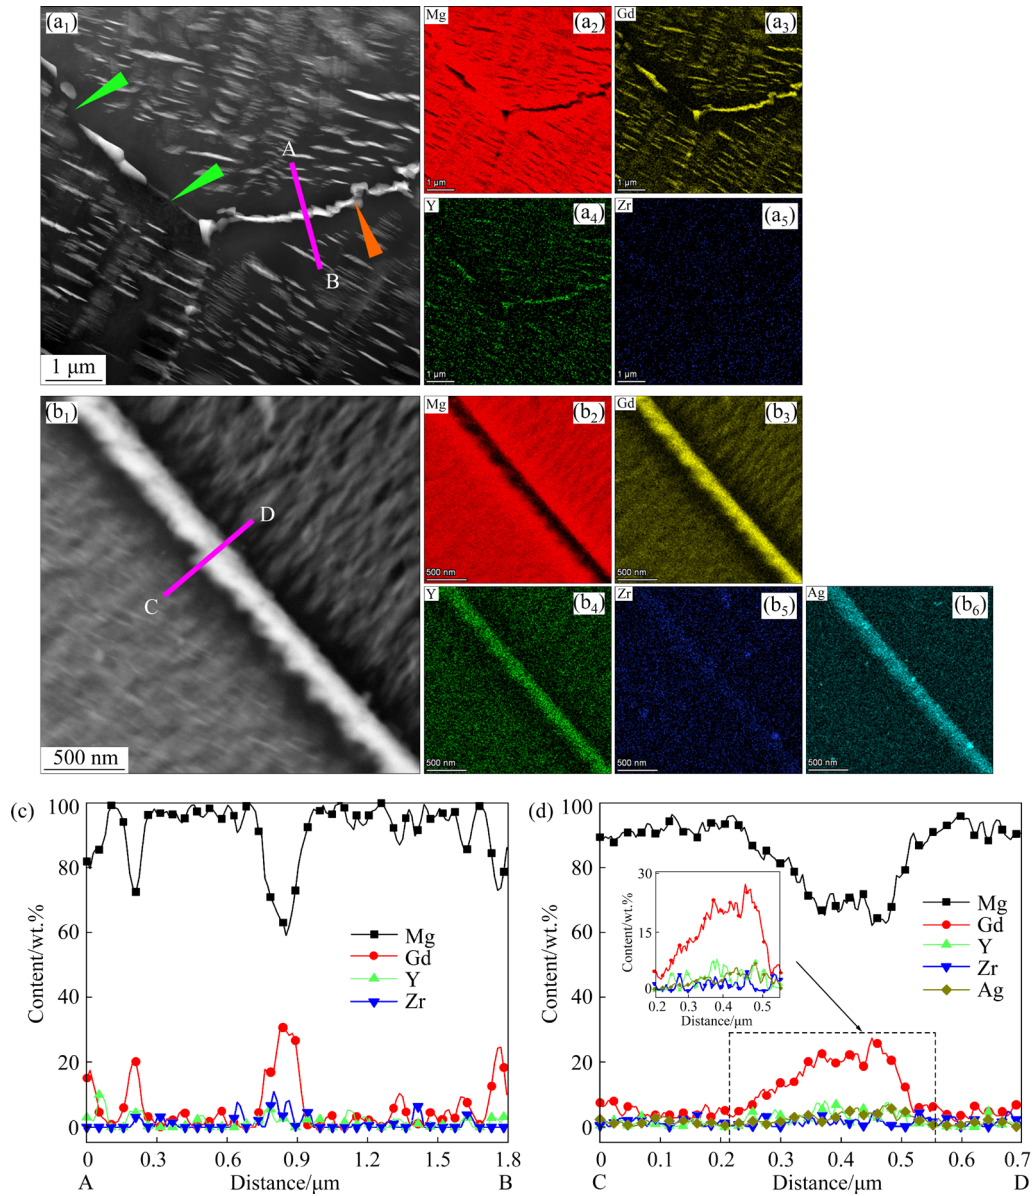 (a1)
Mg
(a2)
Gd
(a3)
A
B
1 μm
1 μm
1 μm
Y
(a4)
Zr
(a5)
1 μm
1 μm
(b1)
Mg
(b2)
Gd
(b3)
D
C
500 nm
500 nm
500 nm
Y
(b4)
Zr
(b5)
Ag
(b6)
500 nm
500 nm
500 nm
(c)
100
80
60
40
20
0
Content/wt.%
Mg
Gd
Y
Zr
0 0.3 0.6 0.9 1.2 1.5 1.8
A Distance/μm B
(d)
100
80
60
40
20
0
Content/wt.%
30
15
0
Content/wt.%
0.2 0.3 0.4 0.5
Distance/μm
Mg
Gd
Y
Zr
Ag
0 0.1 0.2 0.3 0.4 0.5 0.6 0.7
C Distance/μm D